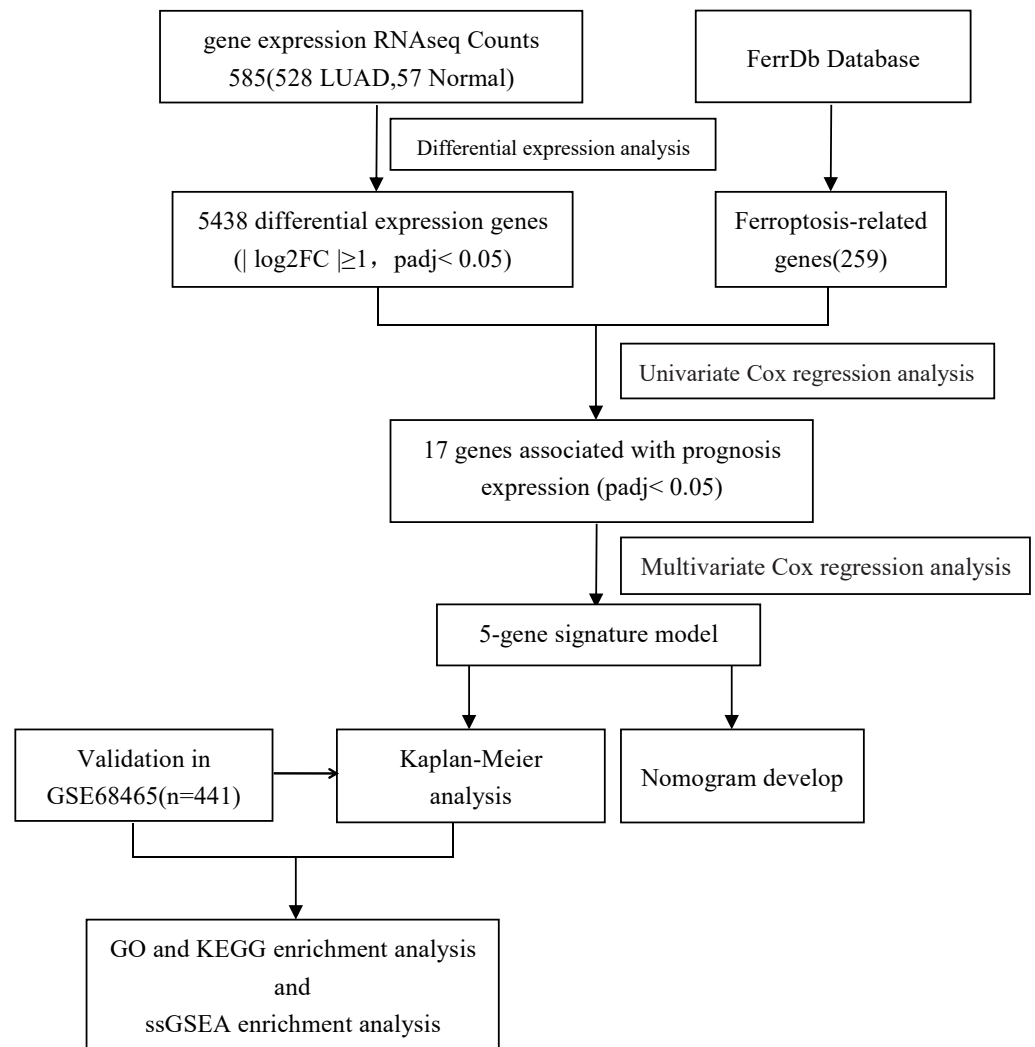 gene expression RNAseq Counts
585(528 LUAD,57 Normal)
FerrDb Database
Differential expression analysis
5438 differential expression genes
(| log2FC |≥1，padj< 0.05)
Ferroptosis-related
genes(259)
Univariate Cox regression analysis
17 genes associated with prognosis
expression (padj< 0.05)
Multivariate Cox regression analysis
5-gene signature model
Validation in
GSE68465(n=441)
Kaplan-Meier
analysis
Nomogram develop
GO and KEGG enrichment analysis
and
ssGSEA enrichment analysis